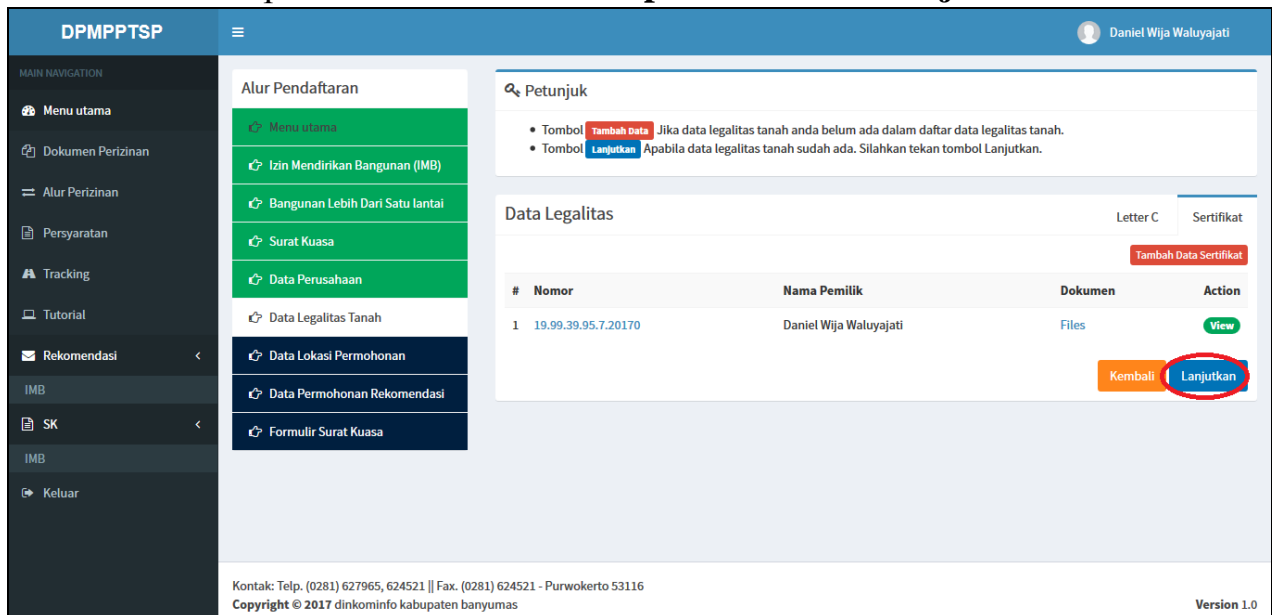 DPMPPTSP
Daniel Wija Waluyajati
MAIN NAVIGATION
Menu utama
Dokumen Perizinan
Alur Perizinan
Persyaratan
Tracking
Tutorial
Rekomendasi
IMB
SK
IMB
Keluar
Alur Pendaftaran
Menu utama
Izin Mendirikan Bangunan (IMB)
Bangunan Lebih Dari Satu lantai
Surat Kuasa
Data Perusahaan
Data Legalitas Tanah
Data Lokasi Permohonan
Data Permohonan Rekomendasi
Formulir Surat Kuasa
Petunjuk
• Tombol Tambah Data Jika data legalitas tanah anda belum ada dalam daftar data legalitas tanah.
• Tombol Lanjutkan Apabila data legalitas tanah sudah ada. Silahkan tekan tombol Lanjutkan.
Data Legalitas Letter C Sertifikat
Tambah Data Sertifikat
# Nomor Nama Pemilik Dokumen Action
1 19.99.39.95.7.20170 Daniel Wija Waluyajati Files View
Kembali Lanjutkan
Kontak: Telp. (0281) 627965, 624521 || Fax. (0281) 624521 - Purwokerto 53116
Copyright © 2017 dinkominfo kabupaten banyumas Version 1.0